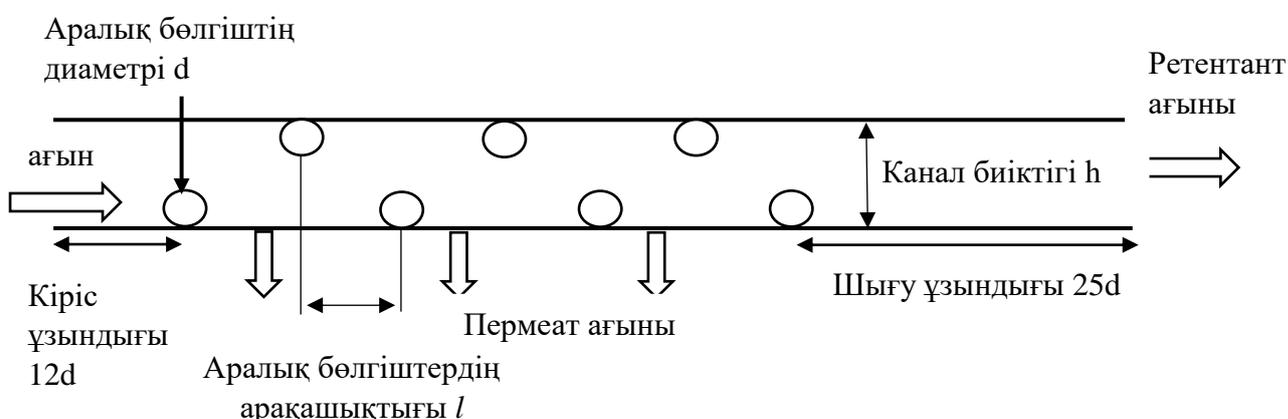 Аралық бөлгіштің
диаметрі d
Ретентант
ағыны
ағын
Канал биіктігі h
Кіріс
ұзындығы
12d
Шығу ұзындығы 25d
Пермеат ағыны
Аралық бөлгіштердің
арақашықтығы l